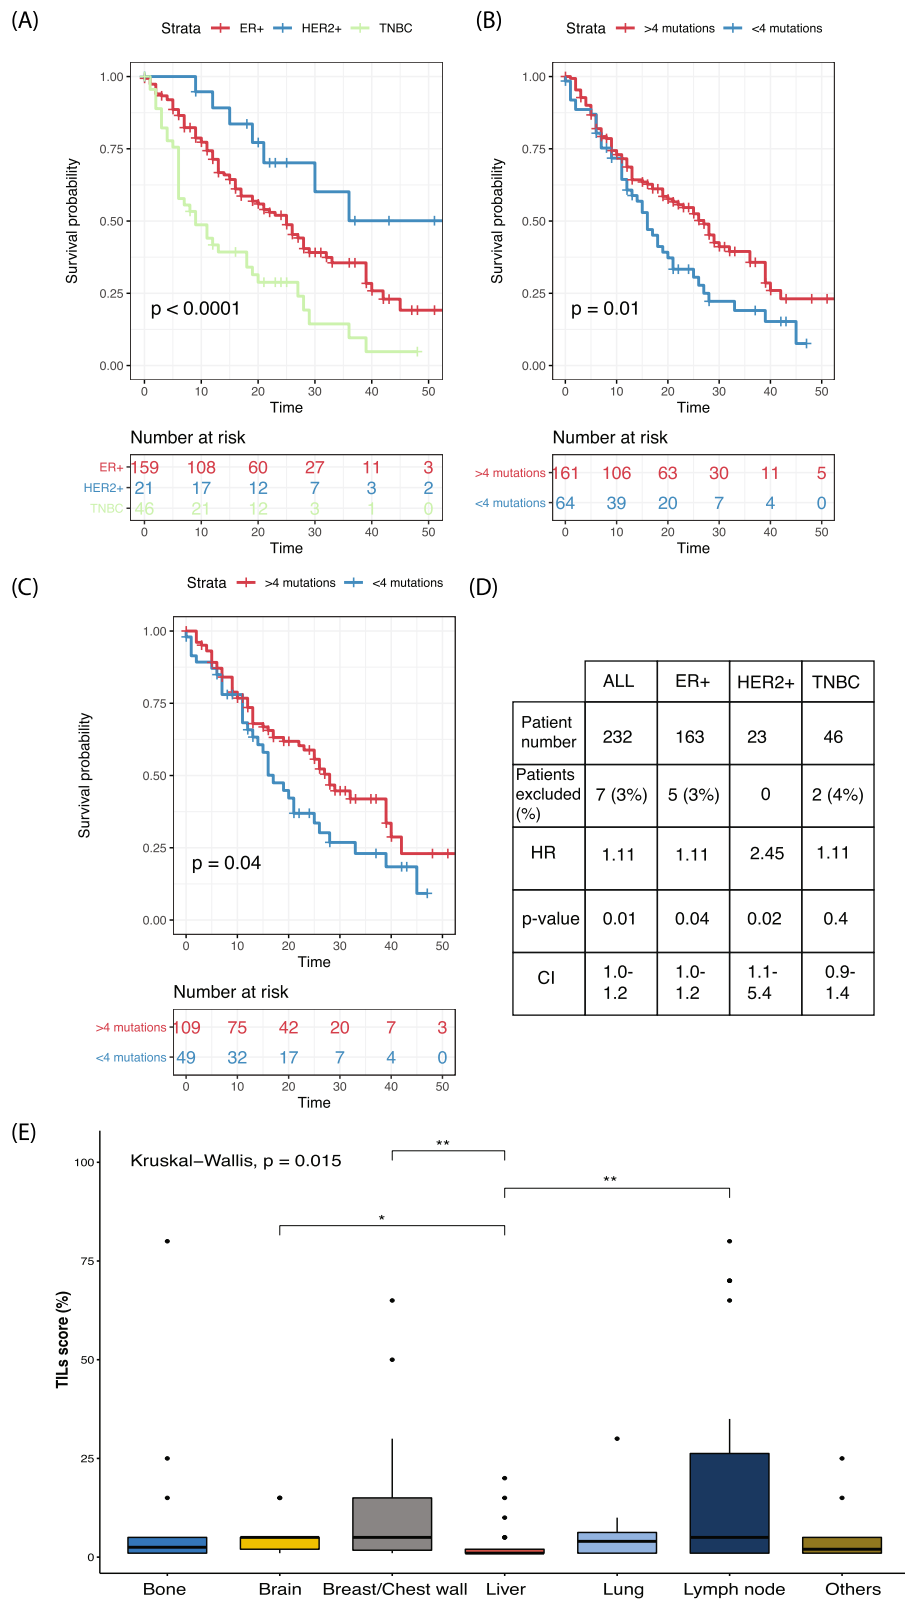 (A)
Strata ER+ HER2+ TNBC
1.00
0.75
0.50
0.25
0.00
Survival probability
p < 0.0001
0 10 20 30 40 50
Time
Number at risk
ER+ 159 108 60 27 11 3
HER2+ 21 17 12 7 3 2
TNBC 46 21 12 3 1 0
0 10 20 30 40 50
Time
(B)
Strata >4 mutations <4 mutations
1.00
0.75
0.50
0.25
0.00
Survival probability
p = 0.01
0 10 20 30 40 50
Time
Number at risk
>4 mutations 161 106 63 30 11 5
<4 mutations 64 39 20 7 4 0
0 10 20 30 40 50
Time
(C)
Strata >4 mutations <4 mutations
1.00
0.75
0.50
0.25
0.00
Survival probability
p = 0.04
0 10 20 30 40 50
Time
Number at risk
>4 mutations 109 75 42 20 7 3
<4 mutations 49 32 17 7 4 0
0 10 20 30 40 50
Time
(D)
ALL ER+ HER2+ TNBC
Patient
number
232 163 23 46
Patients
excluded
(%)
7 (3%) 5 (3%) 0 2 (4%)
HR 1.11 1.11 2.45 1.11
p-value 0.01 0.04 0.02 0.4
CI
1.0- 1.0- 1.1- 0.9-
1.2 1.2 5.4 1.4
(E)
Kruskal–Wallis, p = 0.015
**
**
*
100
75
50
25
0
TILs score (%)
Bone Brain Breast/Chest wall Liver Lung Lymph node Others